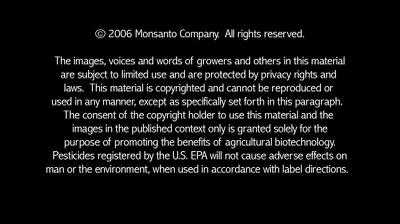 © 2006 Monsanto Company.  All rights reserved.
The images, voices and words of growers and others in this material
are subject to limited use and are protected by privacy rights and
laws.  This material is copyrighted and cannot be reproduced or
used in any manner, except as specifically set forth in this paragraph.
The consent of the copyright holder to use this material and the
images in the published context only is granted solely for the
purpose of promoting the benefits of agricultural biotechnology.
Pesticides registered by the U.S. EPA will not cause adverse effects on
man or the environment, when used in accordance with label directions.